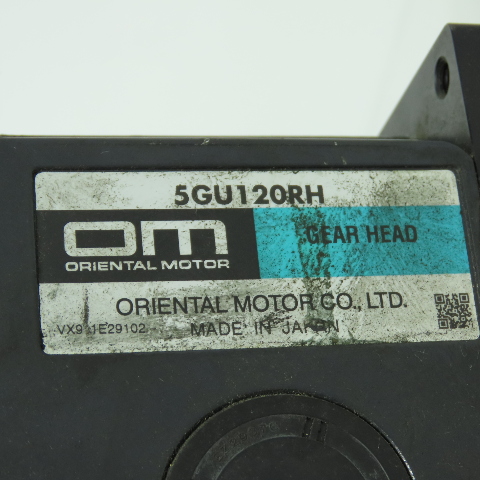 5GU120RH
om
ORIENTAL MOTOR
GEAR HEAD
ORIENTAL MOTOR CO., LTD.
MADE IN JAPAN